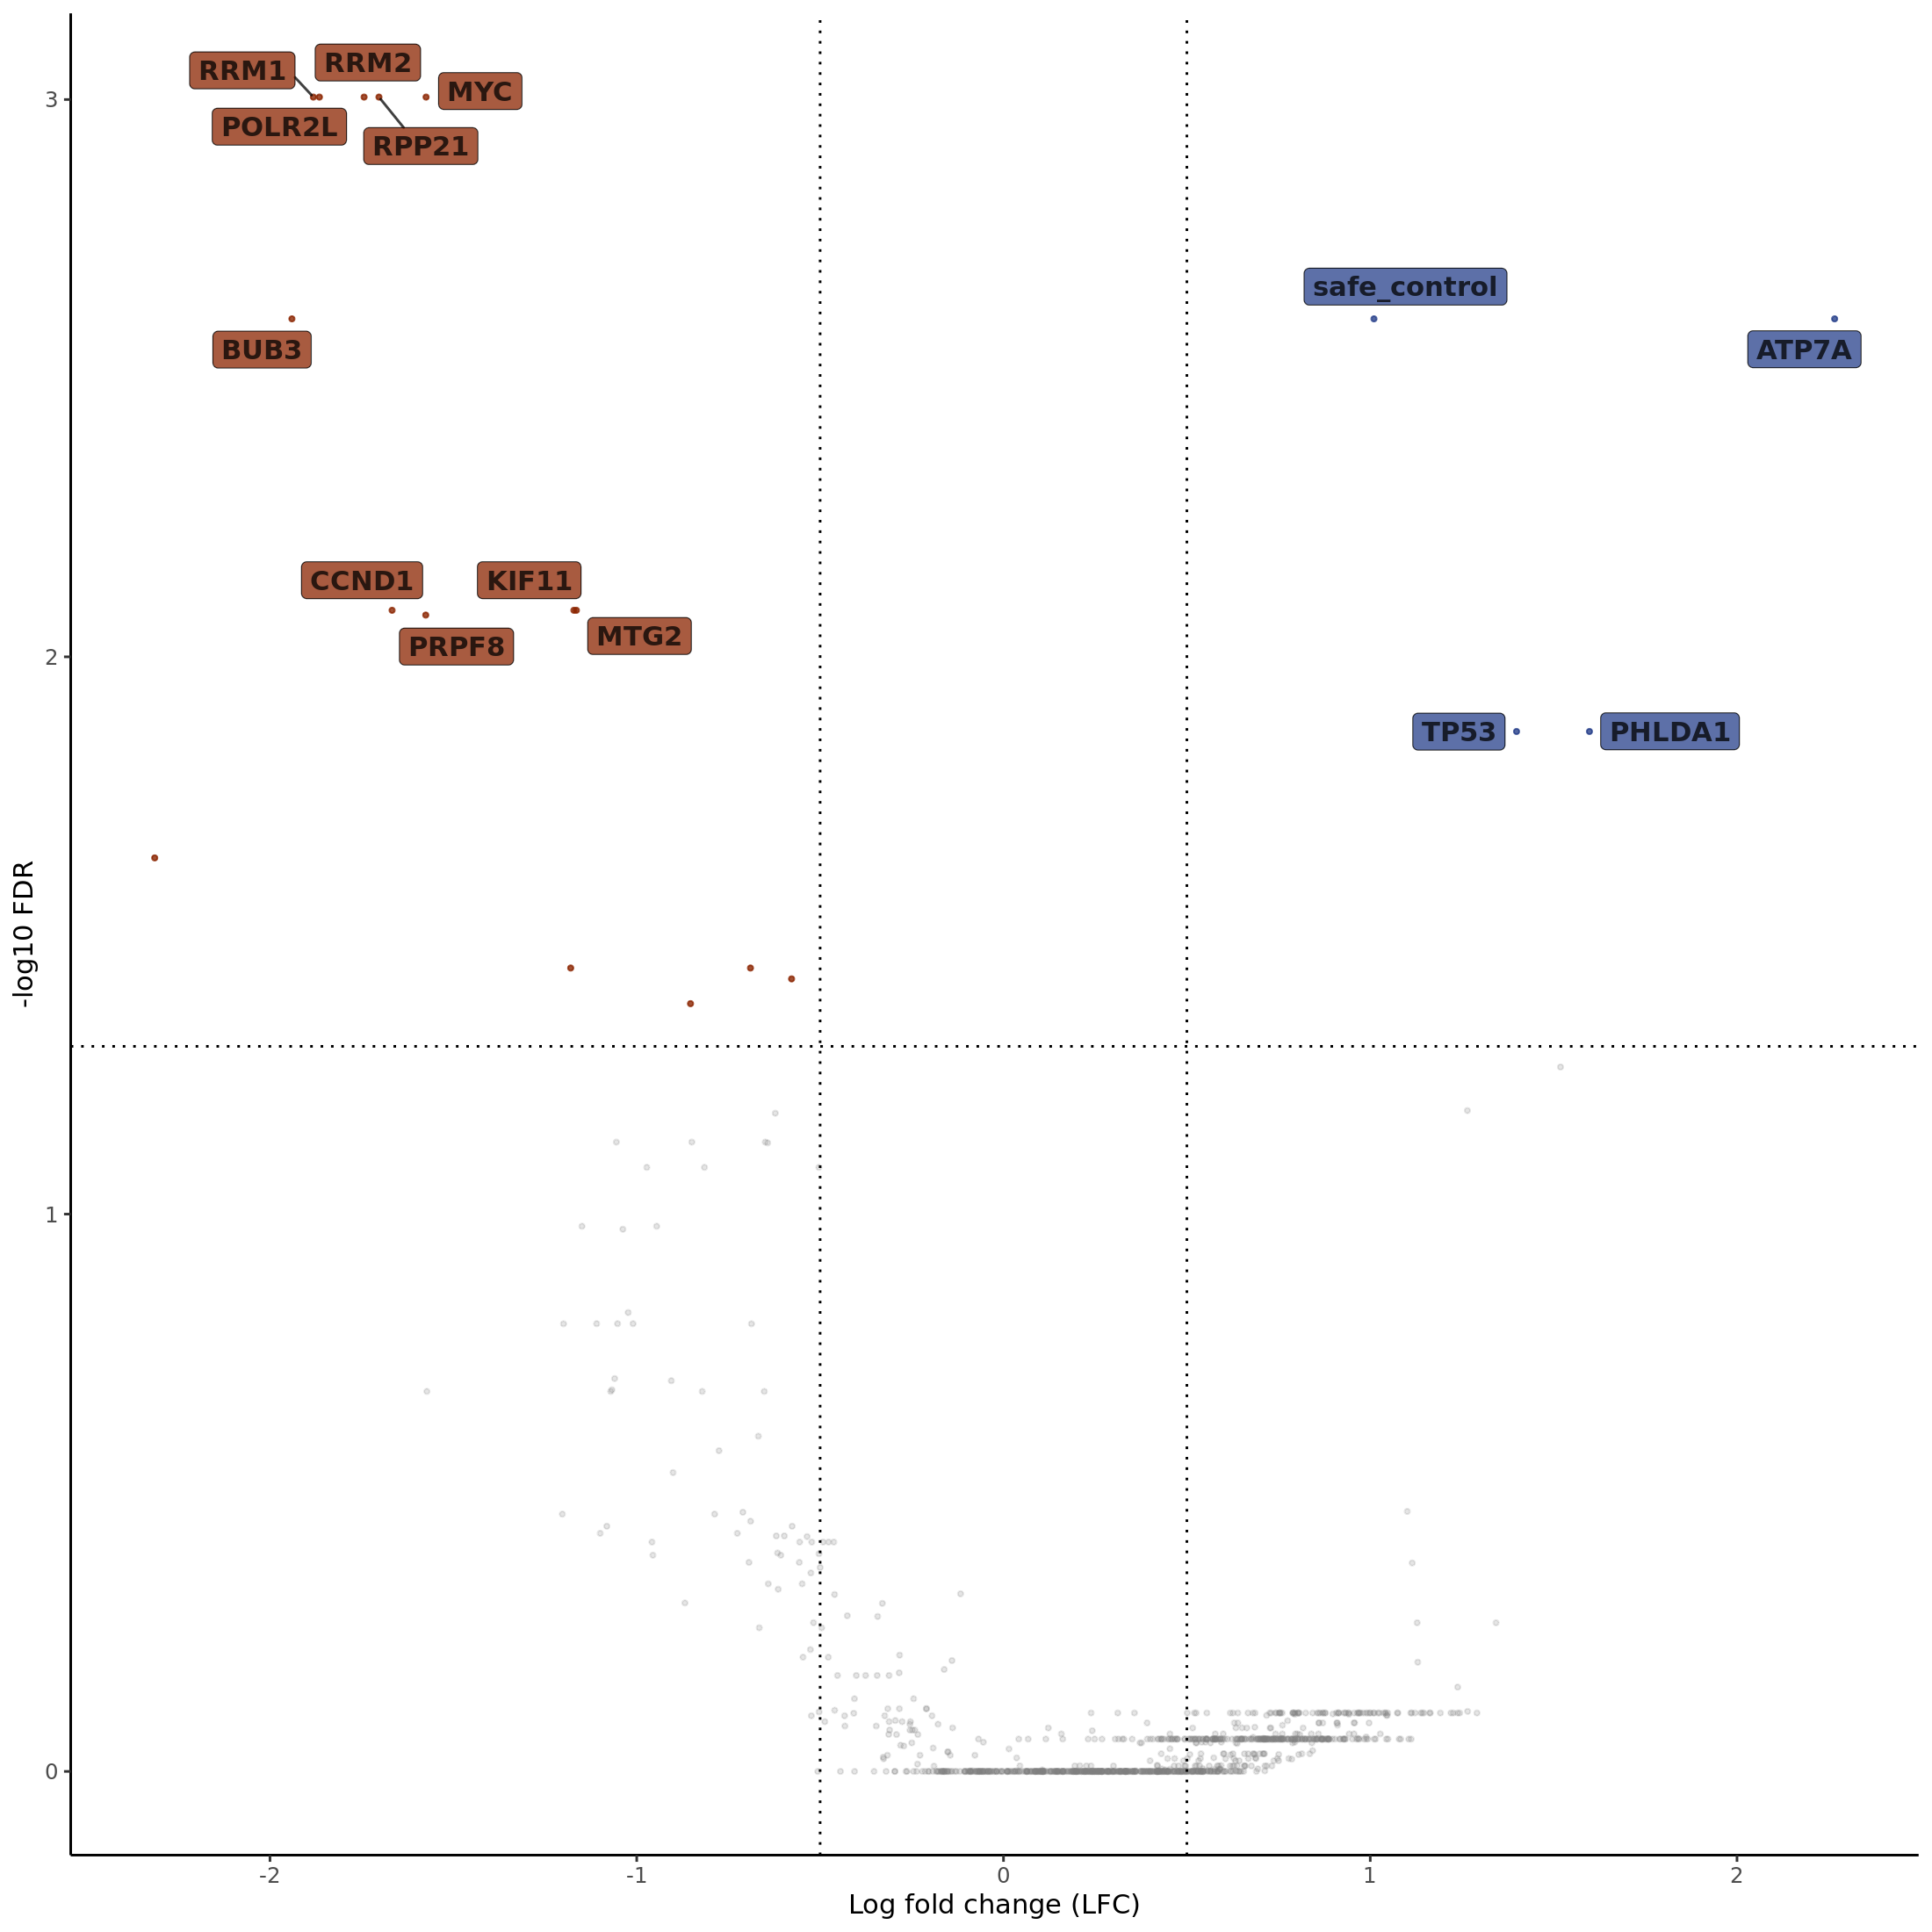 RRM2
RRM1
MYC
3
POLR2L
RPP21
safe_control
BUB3
ATP7A
CCND1
KIF11
MTG2
PRPF8
2
TP53
PHLDA1
-log10 FDR
1
0
-2
-1
0
1
2
Log fold change (LFC)